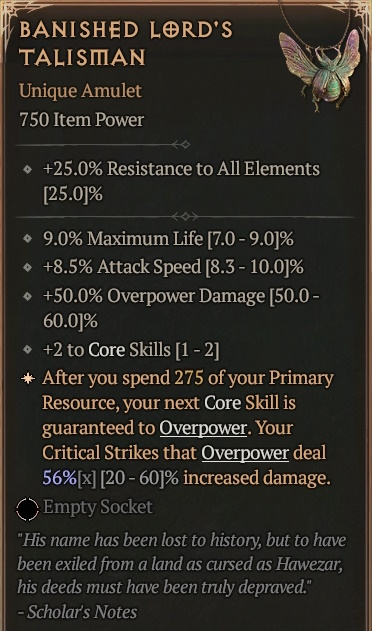 BANISHED LORD'S
TALISMAN
Unique Amulet
750 Item Power
+25.0% Resistance to All Elements
[25.0]%
9.0% Maximum Life [7.0 - 9.0]%
+8.5% Attack Speed [8.3 - 10.0]%
+50.0% Overpower Damage [50.0 -
60.0]%
+2 to Core Skills [1 - 2]
After you spend 275 of your Primary
Resource, your next Core Skill is
guaranteed to Overpower. Your
Critical Strikes that Overpower deal
56%[x] [20 - 60]% increased damage.
Empty Socket
"His name has been lost to history, but to have
been exiled from a land as cursed as Hawezar,
his deeds must have been truly depraved."
- Scholar's Notes